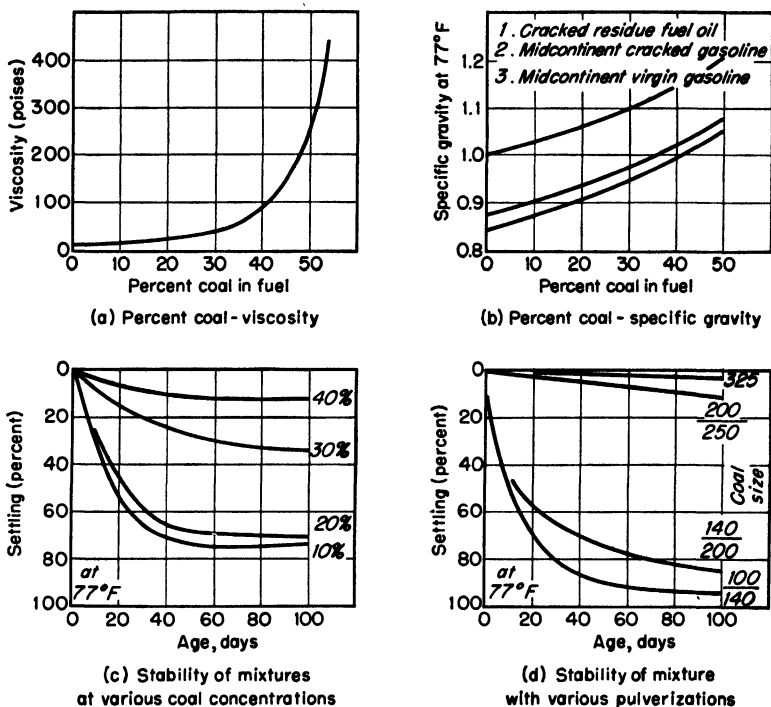 Viscosity (poises)
400
300
200
100
0
0 10 20 30 40 50 60
Percent coal in fuel
(a) Percent coal-viscosity
Specific gravity at 77°F
1. Cracked residue fuel oil
2. Midcontinent cracked gasoline
3. Midcontinent virgin gasoline
1.2
1.1
1.0
0.9
0.8
0 10 20 30 40 50 60
Percent coal in fuel
(b) Percent coal-specific gravity
Settling (percent)
0
20
40
60
80
100
40%
30%
20%
10%
at
77°F
0 20 40 60 80 100
Age, days
(c) Stability of mixtures
at various coal concentrations
Settling (percent)
0
20
40
60
80
100
325
200
250
Coal
size
140
200
100
140
at
77°F
0 20 40 60 80 100
Age, days
(d) Stability of mixture
with various pulverizations